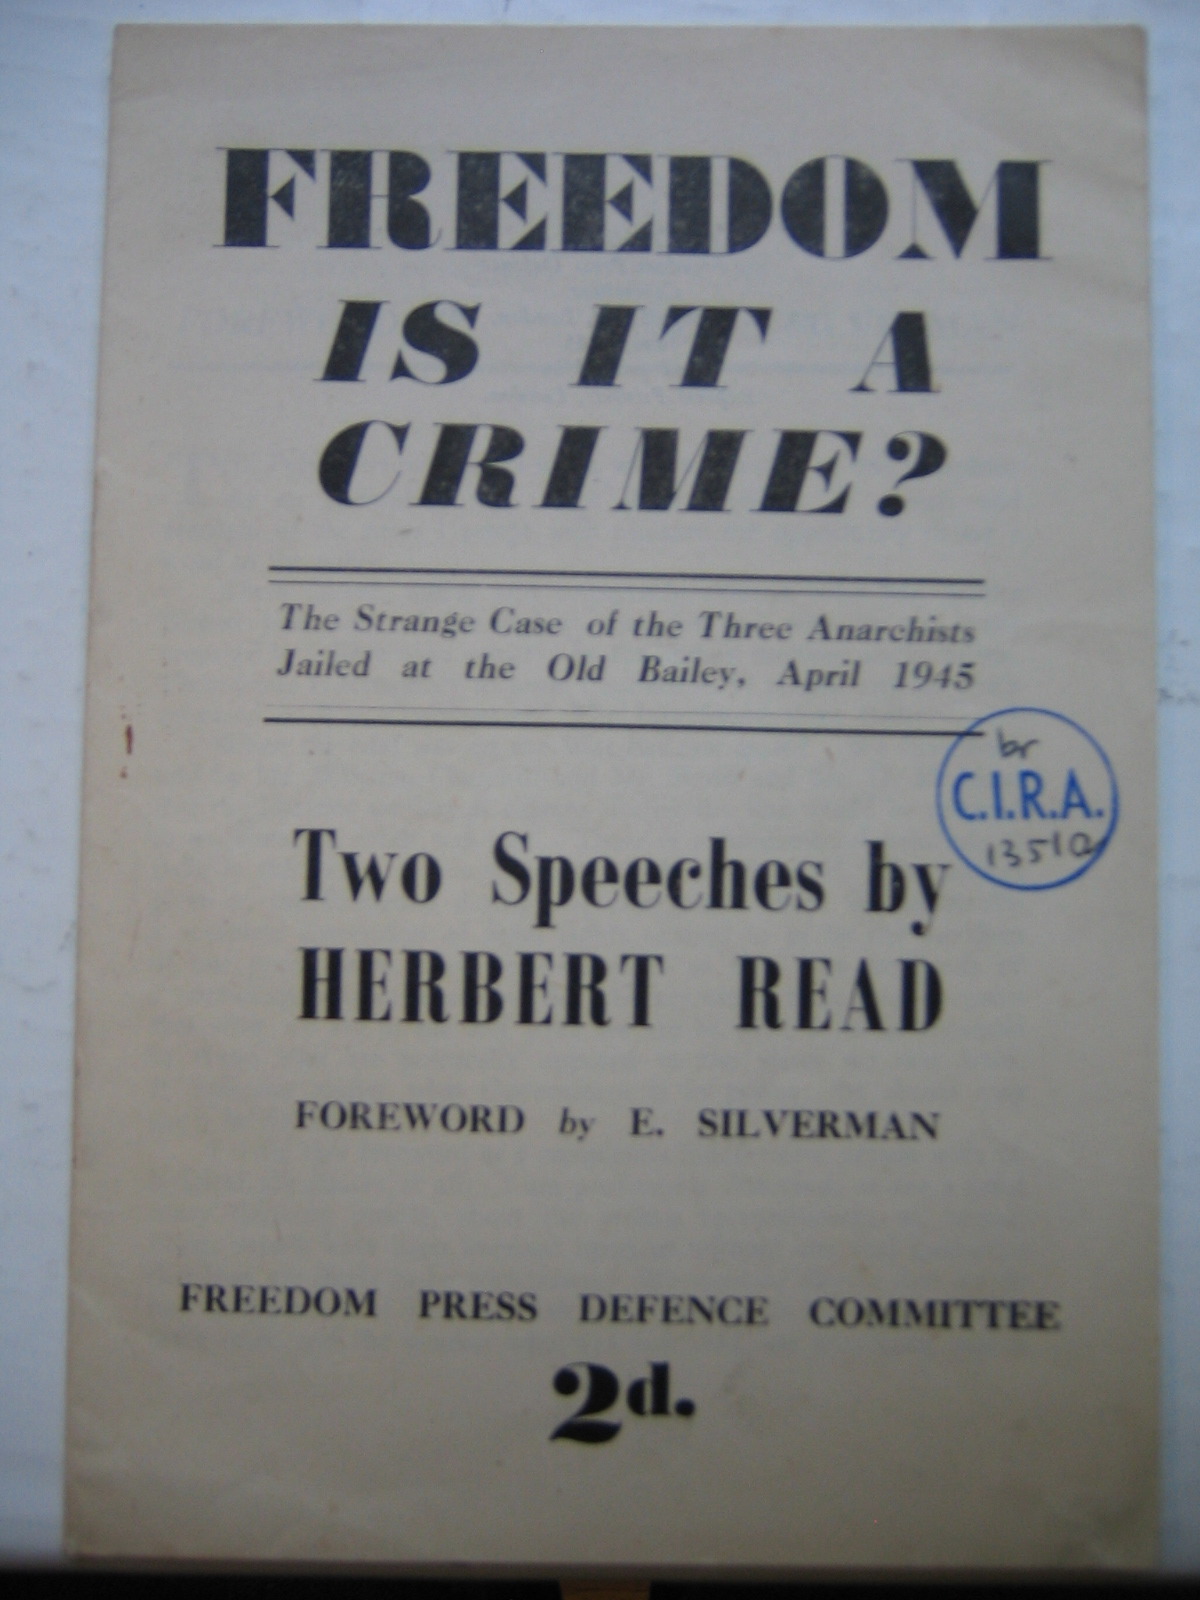 FREEDOM
IS IT A
CRIME?
The Strange Case of the Three Anarchists
Jailed at the Old Bailey, April 1945
br
C.I.R.A.
Two Speeches by
HERBERT READ
FOREWORD by E. SILVERMAN
FREEDOM PRESS DEFENCE COMMITTEE
2d.